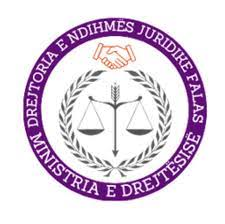 DREJTORIA E NDIHMËS JURIDIKE FALAS
MINISTRIA E DREJTËSISË